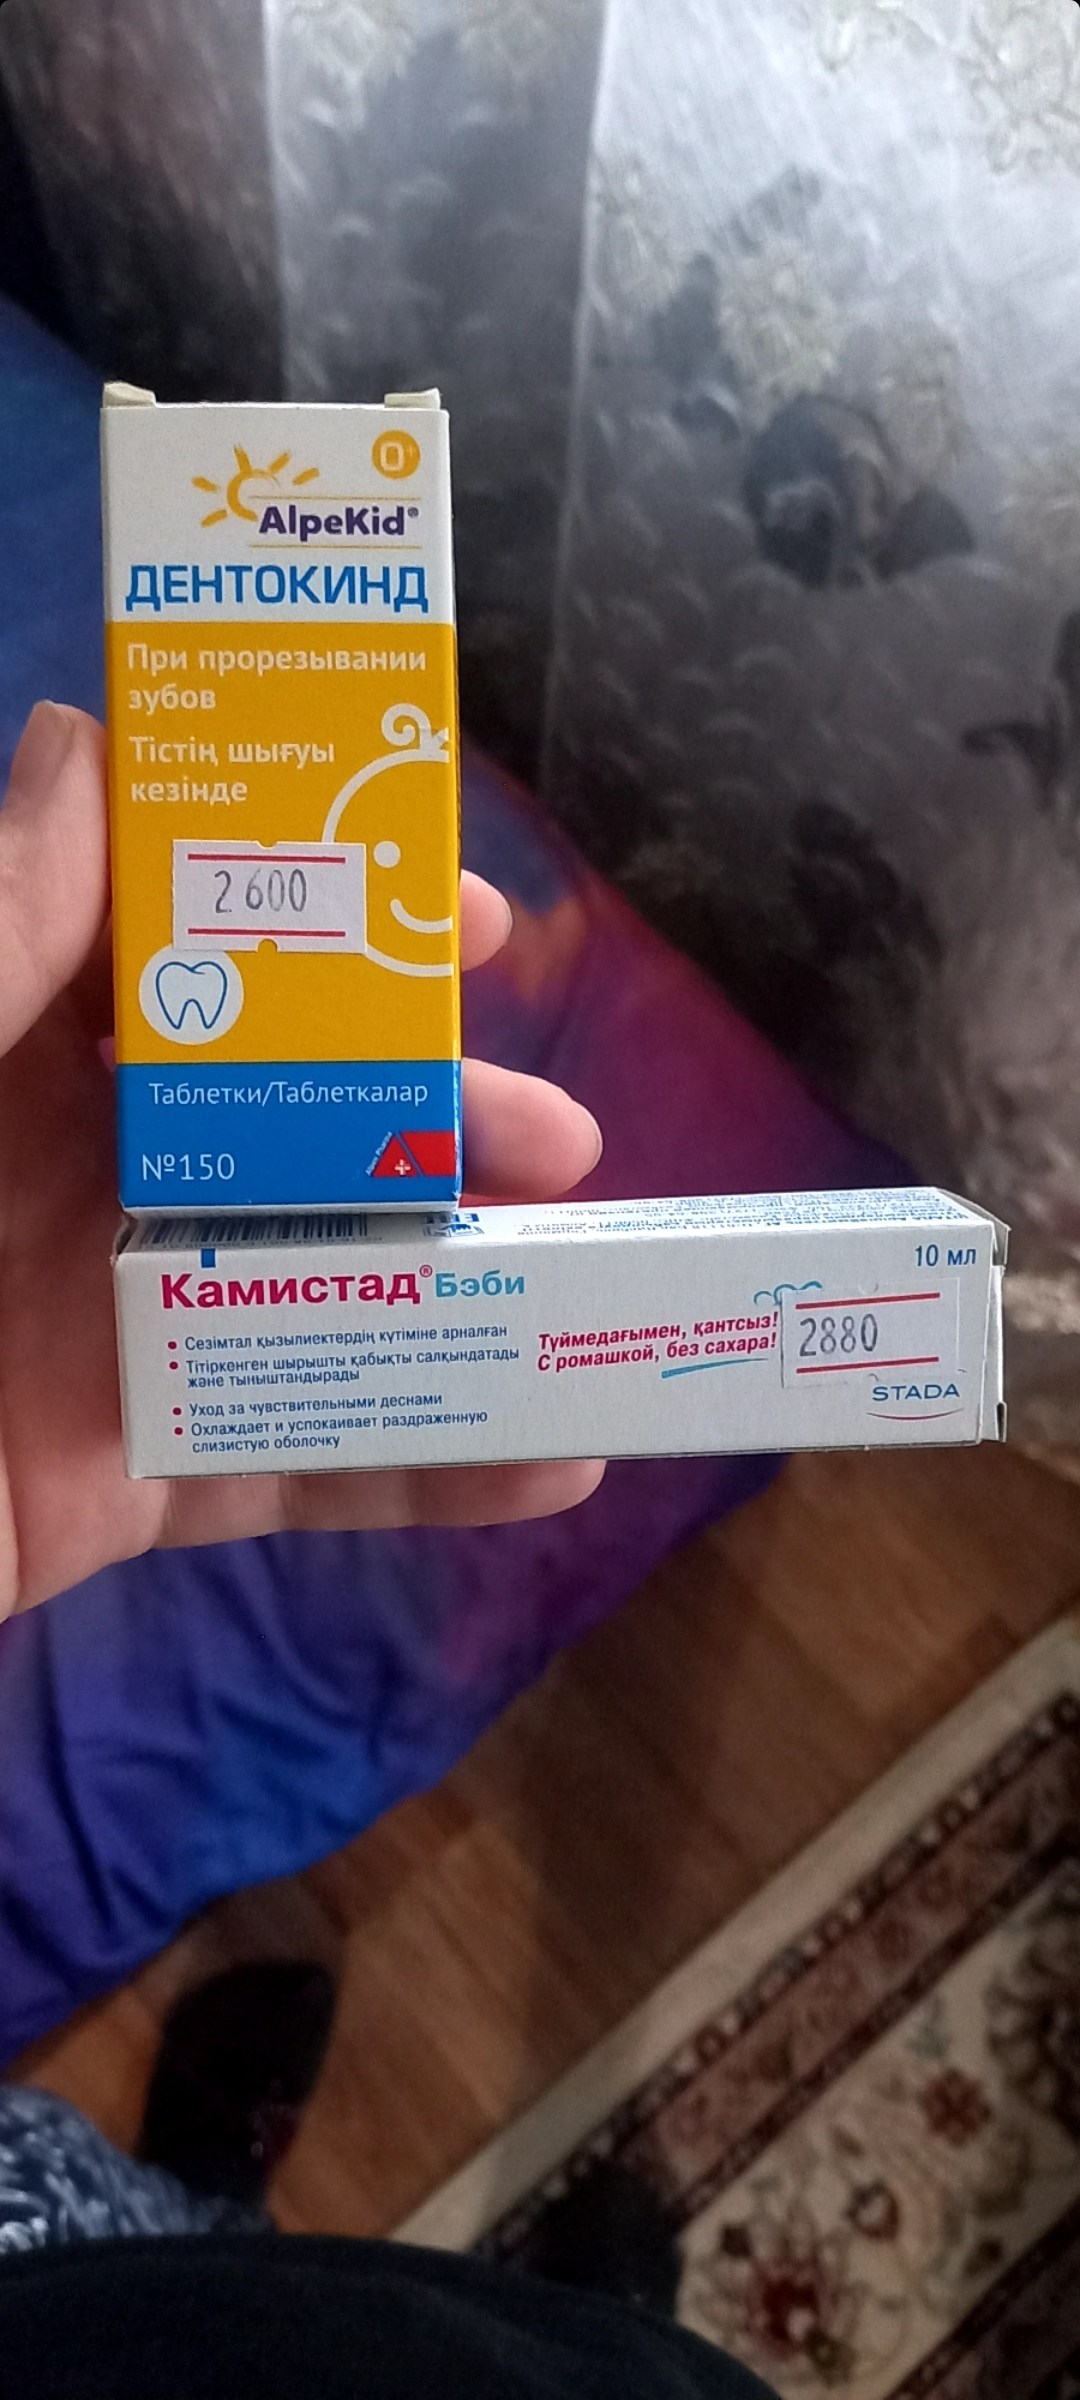 0+
AlpeKid®
ДЕНТОКИНД
При прорезывании
зубов
Тістің шығуы
кезінде
2600
Таблетки/Таблеткалар
№150
10 мл
Камистад® Бэби
• Сезімтал қызылиектердің күтіміне арналған
• Тітіркенген шырышты қабықты салқындатады
және тыныштандырады
• Уход за чувствительными деснами
• Охлаждает и успокаивает раздраженную
слизистую оболочку
Түймедағымен, қантсыз!
С ромашкой, без сахара!
2880
STADA